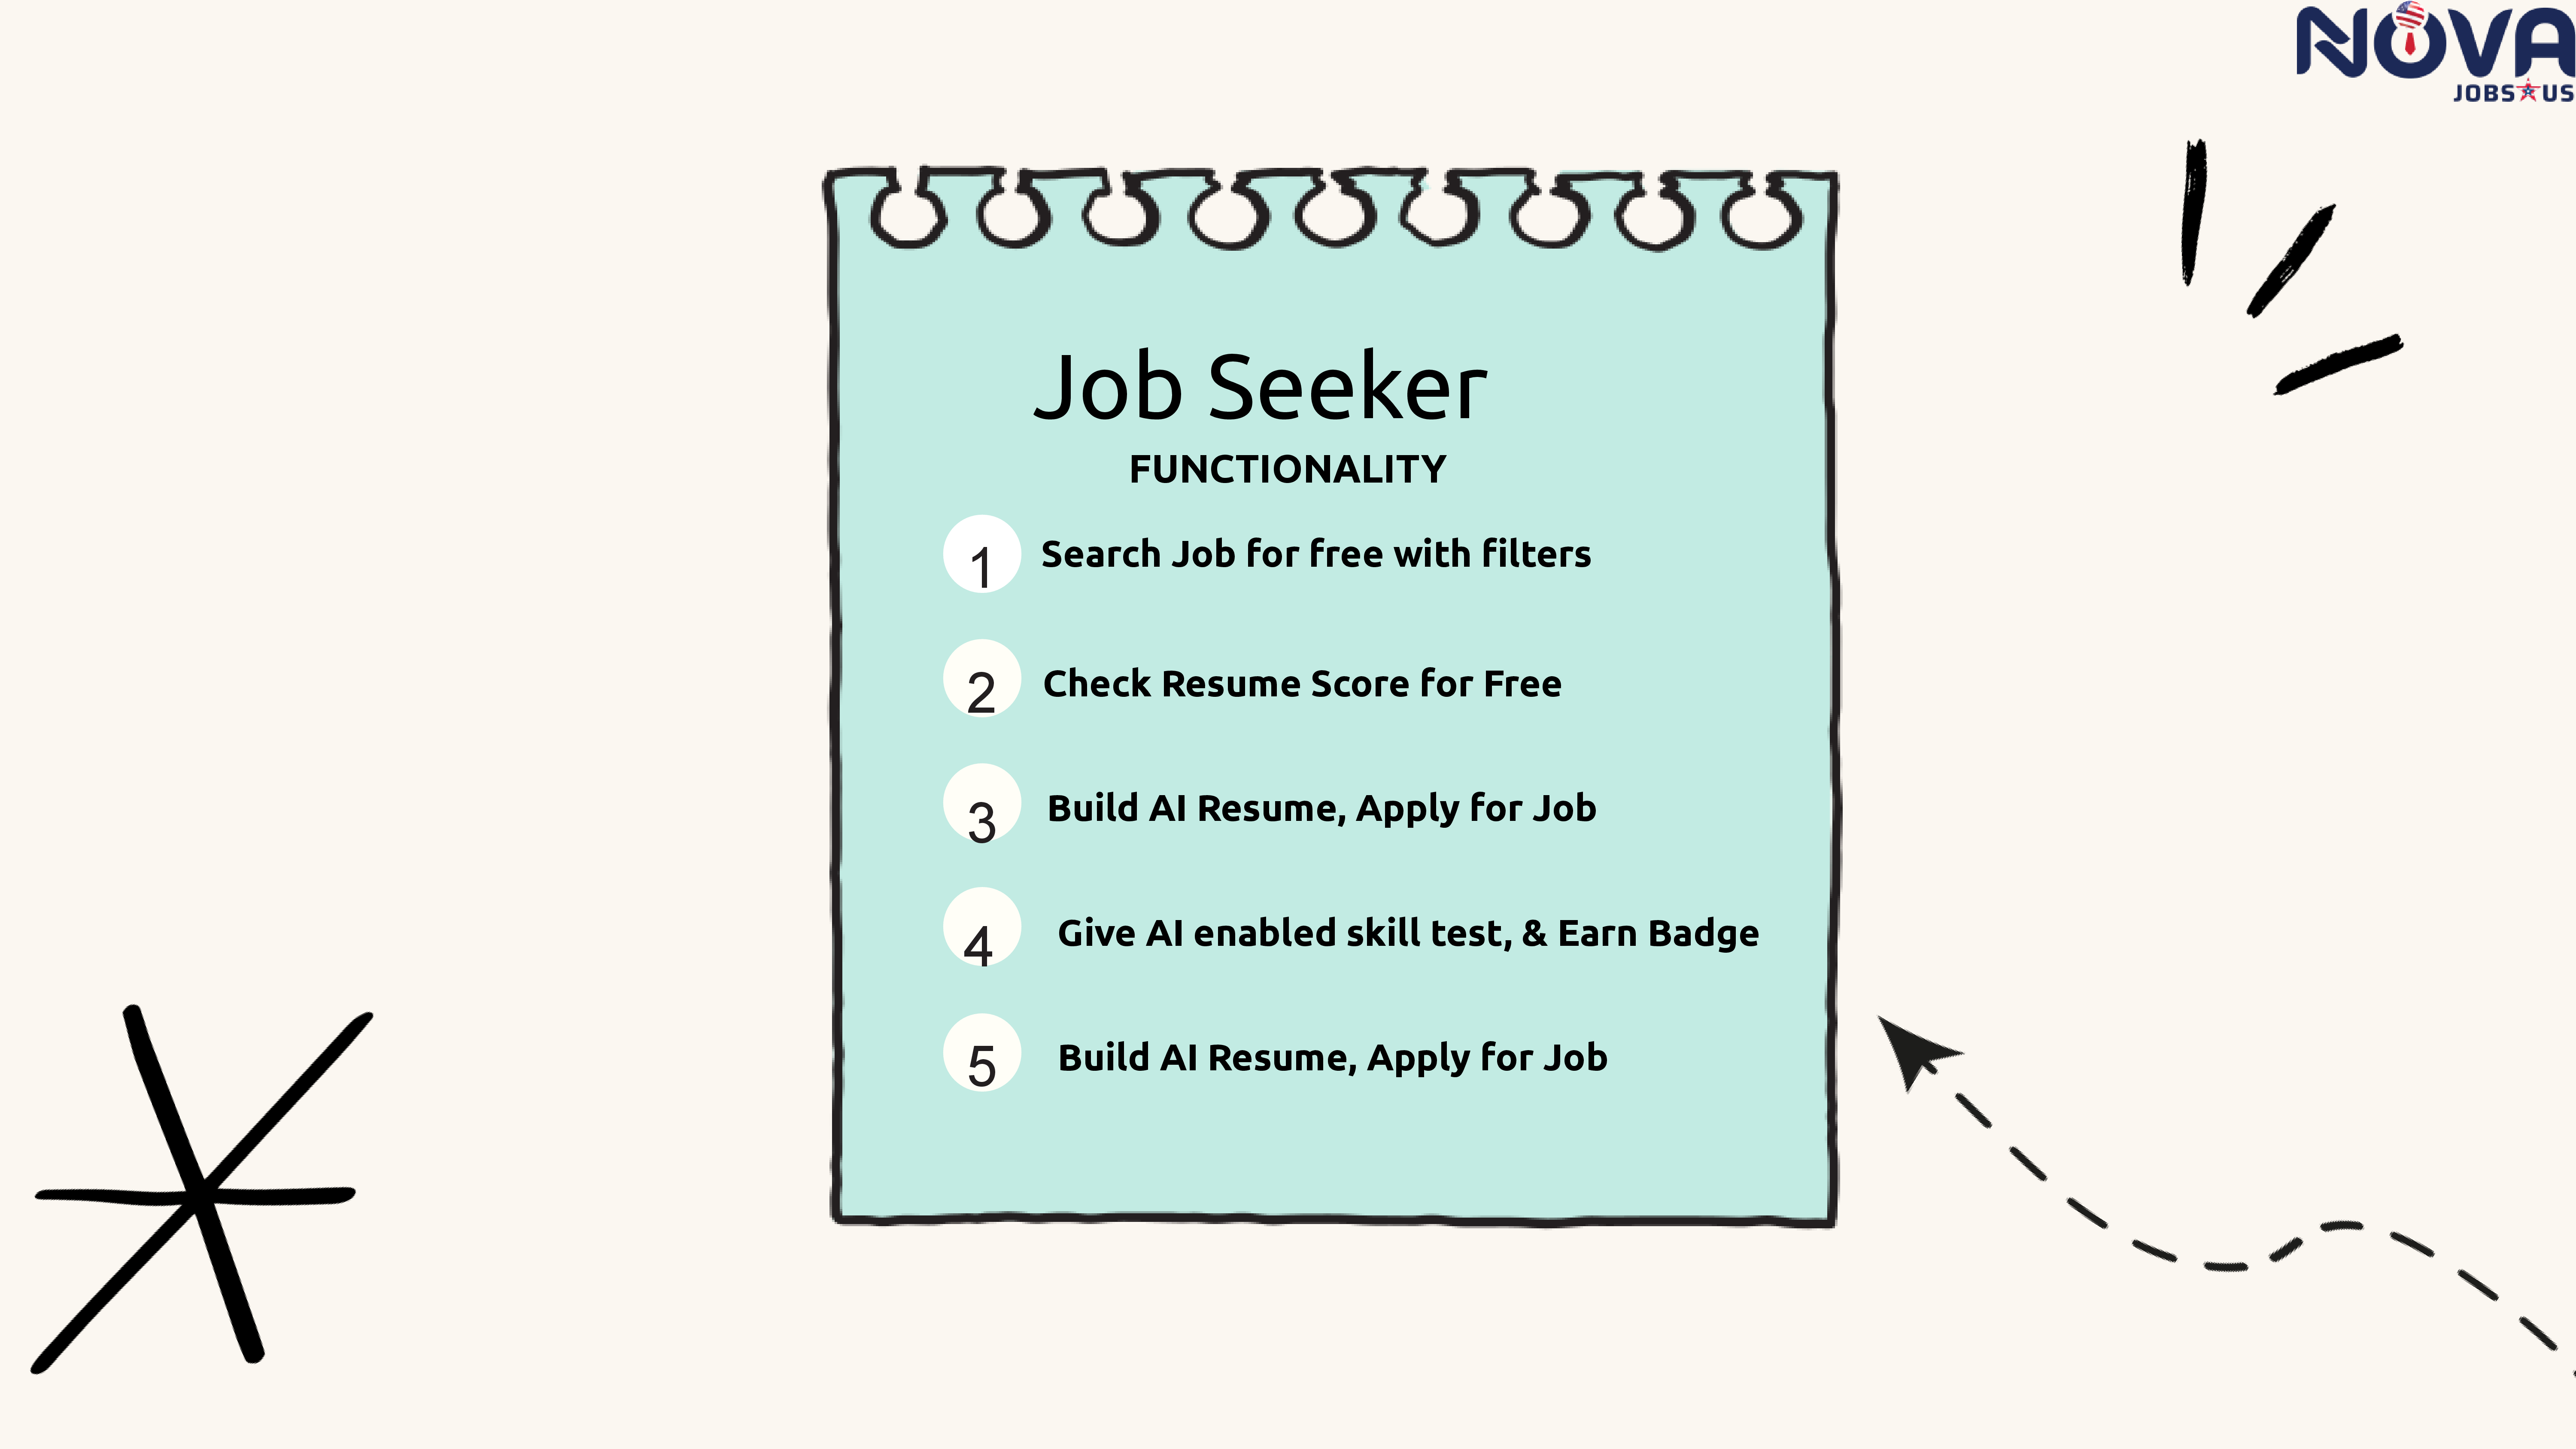 NOVA
JOBS US
Job Seeker
FUNCTIONALITY
1 Search Job for free with filters
2 Check Resume Score for Free
3 Build AI Resume, Apply for Job
4 Give AI enabled skill test, & Earn Badge
5 Build AI Resume, Apply for Job